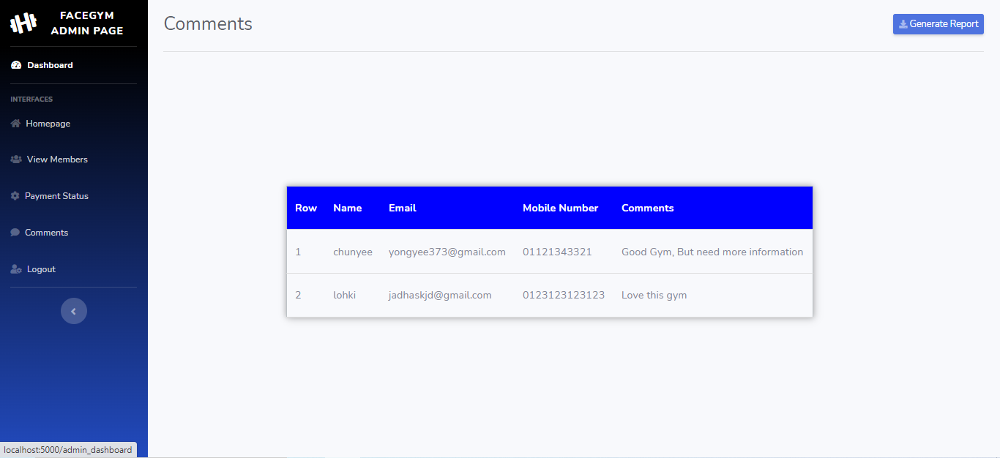 FACEGYM
ADMIN PAGE
Dashboard
INTERFACES
Homepage
View Members
Payment Status
Comments
Logout
Comments
Generate Report
Row Name Email Mobile Number Comments
1 chunyee yongyee373@gmail.com 01121343321 Good Gym, But need more information
2 lohki jadhaskjd@gmail.com 0123123123123 Love this gym
localhost:5000/admin_dashboard